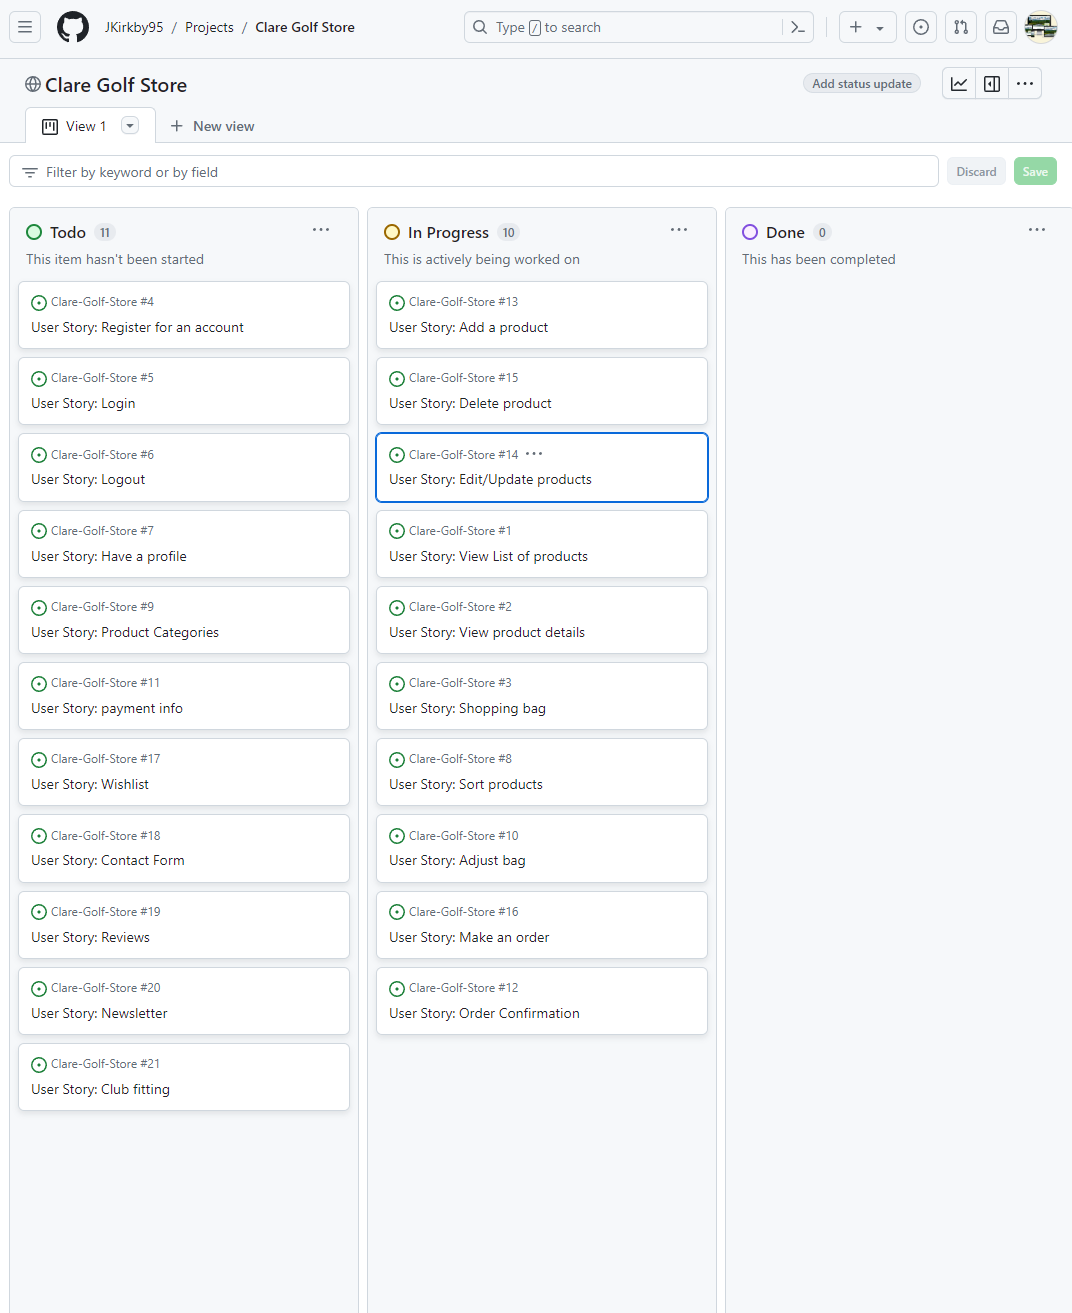 JKirkby95 / Projects / Clare Golf Store
Type / to search
Clare Golf Store
Add status update
View 1
New view
Filter by keyword or by field
Discard
Save
Todo 11
This item hasn't been started
Clare-Golf-Store #4
User Story: Register for an account
Clare-Golf-Store #5
User Story: Login
Clare-Golf-Store #6
User Story: Logout
Clare-Golf-Store #7
User Story: Have a profile
Clare-Golf-Store #9
User Story: Product Categories
Clare-Golf-Store #11
User Story: payment info
Clare-Golf-Store #17
User Story: Wishlist
Clare-Golf-Store #18
User Story: Contact Form
Clare-Golf-Store #19
User Story: Reviews
Clare-Golf-Store #20
User Story: Newsletter
Clare-Golf-Store #21
User Story: Club fitting
In Progress 10
This is actively being worked on
Clare-Golf-Store #13
User Story: Add a product
Clare-Golf-Store #15
User Story: Delete product
Clare-Golf-Store #14
User Story: Edit/Update products
Clare-Golf-Store #1
User Story: View List of products
Clare-Golf-Store #2
User Story: View product details
Clare-Golf-Store #3
User Story: Shopping bag
Clare-Golf-Store #8
User Story: Sort products
Clare-Golf-Store #10
User Story: Adjust bag
Clare-Golf-Store #16
User Story: Make an order
Clare-Golf-Store #12
User Story: Order Confirmation
Done 0
This has been completed